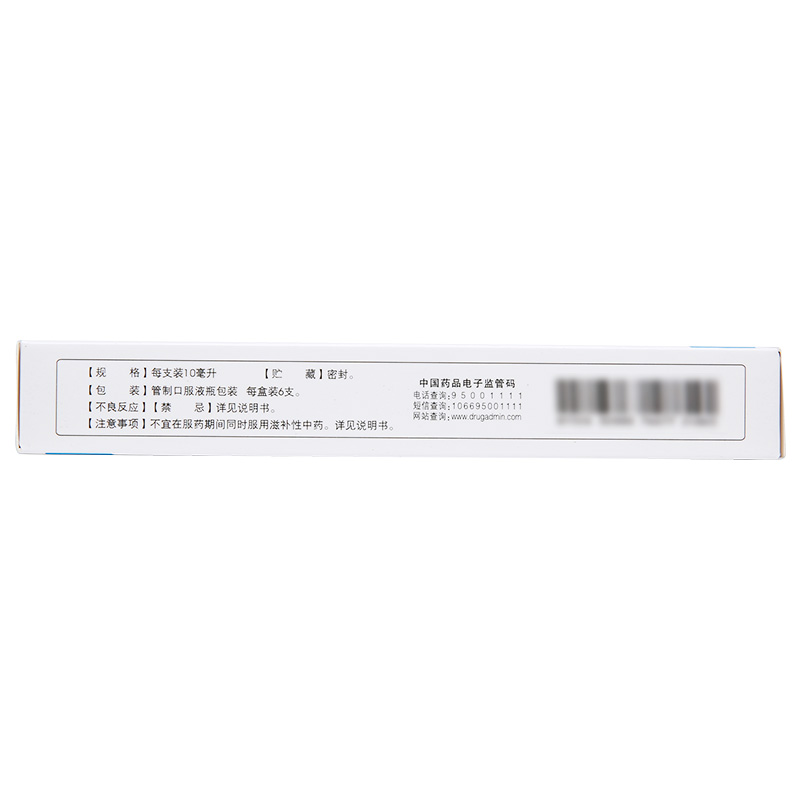 【规　　格】每支装10毫升　　　【贮　　藏】密封。
【包　　装】管制口服液瓶包装　每盒装6支。
【不良反应】【禁　　忌】详见说明书。
【注意事项】不宜在服药期间同时服用滋补性中药。详见说明书。
中国药品电子监管码
电话查询:95001111
短信查询:106695001111
网站查询:www.drugadmin.com